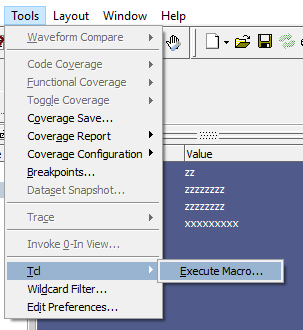 Tools Layout Window Help
Waveform Compare
Code Coverage
Functional Coverage
Toggle Coverage
Coverage Save...
Coverage Report
Coverage Configuration
Breakpoints...
Dataset Snapshot...
Trace
Invoke 0-In View...
Tcl
Wildcard Filter...
Edit Preferences...
Execute Macro...
Value
zz
zzzzzzzz
zzzzzzzz
xxxxxxxxx